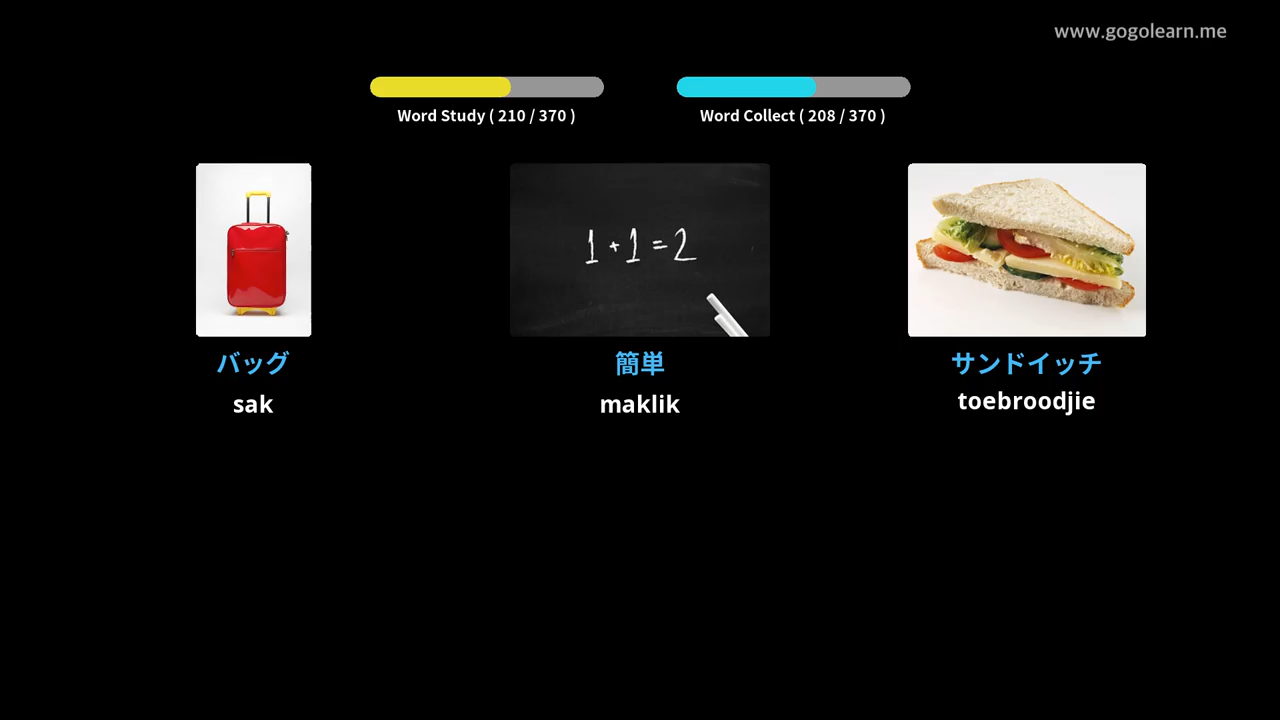 www.gogolearn.me
Word Study ( 210 / 370 )
Word Collect ( 208 / 370 )
1 + 1 = 2
バッグ
簡単
サンドイッチ
sak
maklik
toebroodjie